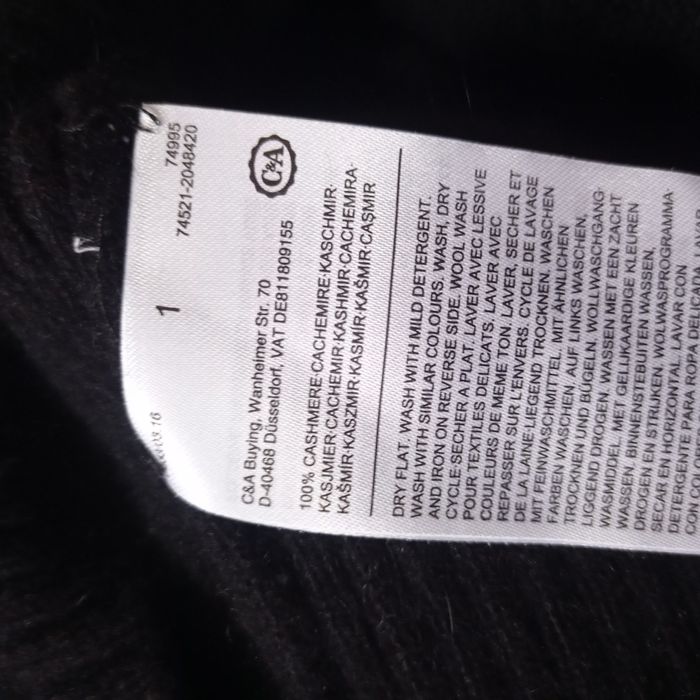 74995
74521-2048420
1
C&A
C&A Buying, Wanheimer Str. 70
D-40468 Düsseldorf, VAT DE811809155
100% CASHMERE·CACHEMIRE·KASCHMIR·
KASJMIER·CACHEMIR·KASHMIR·CACHEMIRA·
KAŠMÍR·KASZMIR·KASMÍR·KAŠMIR·CAȘMIR
DRY FLAT. WASH WITH MILD DETERGENT.
WASH WITH SIMILAR COLOURS. WASH, DRY
AND IRON ON REVERSE SIDE. WOOL WASH
CYCLE·SECHER A PLAT. LAVER AVEC LESSIVE
POUR TEXTILES DELICATS. LAVER AVEC
COULEURS DE MEME TON. LAVER, SECHER ET
REPASSER SUR L'ENVERS. CYCLE DE LAVAGE
DE LA LAINE·LIEGEND TROCKNEN. WASCHEN
MIT FEINWASCHMITTEL. MIT ÄHNLICHEN
FARBEN WASCHEN. AUF LINKS WASCHEN,
TROCKNEN UND BÜGELN. WOLLWASCHGANG·
LIGGEND DROGEN. WASSEN MET EEN ZACHT
WASMIDDEL. MET GELIJKAARDIGE KLEUREN
WASSEN. BINNENSTEBUITEN WASSEN,
DROGEN EN STRIJKEN. WOLWASPROGRAMMA·
SECAR EN HORIZONTAL. LAVAR CON
DETERGENTE PARA ROPA DELICADA.